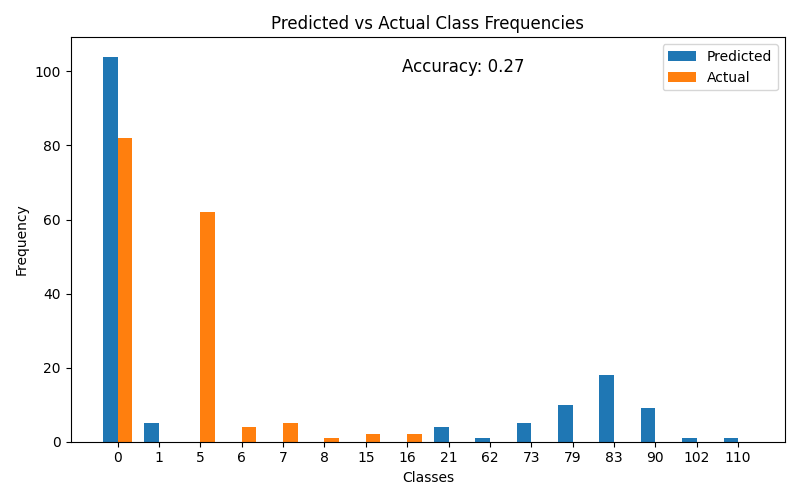 Predicted vs Actual Class Frequencies
Accuracy: 0.27
Predicted
Actual
Frequency
100
80
60
40
20
0
0 1 5 6 7 8 15 16 21 62 73 79 83 90 102 110
Classes